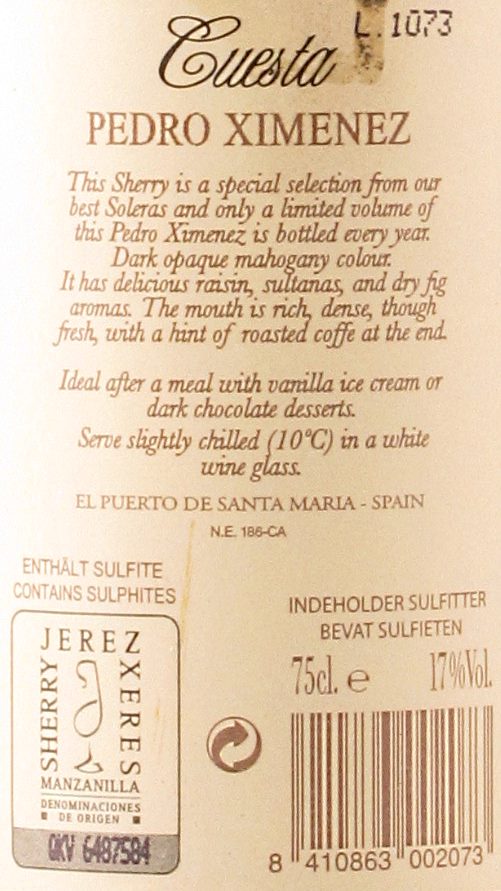 L.1073
Cuesta
PEDRO XIMENEZ
This Sherry is a special selection from our
best Soleras and only a limited volume of
this Pedro Ximenez is bottled every year.
Dark opaque mahogany colour.
It has delicious raisin, sultanas, and dry fig
aromas. The mouth is rich, dense, though
fresh, with a hint of roasted coffe at the end.
Ideal after a meal with vanilla ice cream or
dark chocolate desserts.
Serve slightly chilled (10ºC) in a white
wine glass.
EL PUERTO DE SANTA MARIA - SPAIN
N.E. 186-CA
ENTHÄLT SULFITE
CONTAINS SULPHITES
JEREZ
XERES
SHERRY
MANZANILLA
DENOMINACIONES
DE ORIGEN
QKV 6487584
INDEHOLDER SULFITTER
BEVAT SULFIETEN
75cl. e 17%Vol.
8 410863 002073